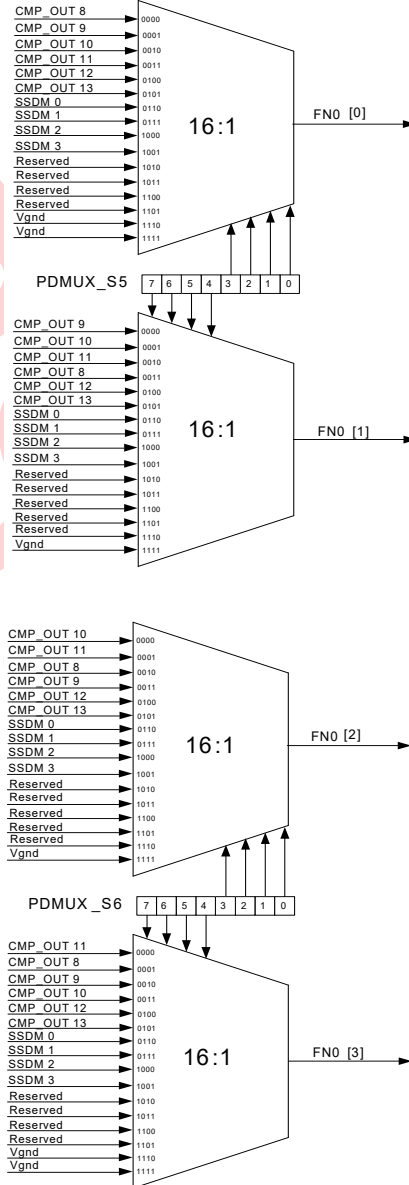 CMP_OUT 8 0000
CMP_OUT 9 0001
CMP_OUT 10 0010
CMP_OUT 11 0011
CMP_OUT 12 0100
CMP_OUT 13 0101
SSDM 0 0110
SSDM 1 0111
SSDM 2 1000
SSDM 3 1001
Reserved 1010
Reserved 1011
Reserved 1100
Reserved 1101
Vgnd 1110
Vgnd 1111
16:1
FN0 [0]
PDMUX_S5 7 6 5 4 3 2 1 0
CMP_OUT 9 0000
CMP_OUT 10 0001
CMP_OUT 11 0010
CMP_OUT 8 0011
CMP_OUT 12 0100
CMP_OUT 13 0101
SSDM 0 0110
SSDM 1 0111
SSDM 2 1000
SSDM 3 1001
Reserved 1010
Reserved 1011
Reserved 1100
Reserved 1101
Reserved 1110
Vgnd 1111
16:1
FN0 [1]
CMP_OUT 10 0000
CMP_OUT 11 0001
CMP_OUT 8 0010
CMP_OUT 9 0011
CMP_OUT 12 0100
CMP_OUT 13 0101
SSDM 0 0110
SSDM 1 0111
SSDM 2 1000
SSDM 3 1001
Reserved 1010
Reserved 1011
Reserved 1100
Reserved 1101
Reserved 1110
Vgnd 1111
16:1
FN0 [2]
PDMUX _S6 7 6 5 4 3 2 1 0
CMP_OUT 11 0000
CMP_OUT 8 0001
CMP_OUT 9 0010
CMP_OUT 10 0011
CMP_OUT 12 0100
CMP_OUT 13 0101
SSDM 0 0110
SSDM 1 0111
SSDM 2 1000
SSDM 3 1001
Reserved 1010
Reserved 1011
Reserved 1100
Reserved 1101
Vgnd 1110
Vgnd 1111
16:1
FN0 [3]